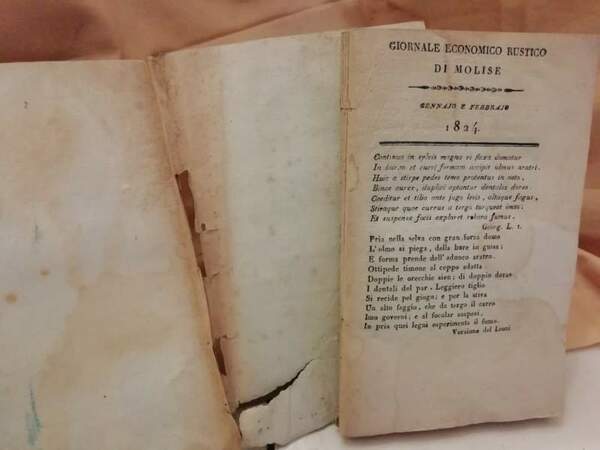 GIORNALE ECONOMICO RUSTICO
DI MOLISE
GENNAJO E FEBBRAJO
1824.
Continuo in sylvis magna vi flexa domatur
In burim et curvi formam accipit ulmus aratri.
Huic a stirpe pedes temo protentus in octo,
Binae aures, duplici aptantur dentalia dorso.
Caeditur et tilia ante jugo levis, altaque fagus,
Stivaque quae currus a tergo torqueat imos;
Et suspensa focis explorat robora fumus.
Georg. L. 1.
Pria nella selva con gran forza domo
L'olmo si piega, della bure in guisa;
E forma prende dell'adunco aratro.
Ottipede timone al ceppo adatta
Doppie le orecchie sien; di doppio dorso
I dentali del par. Leggiero tiglio
Si recide pel giogo; e per la stiva
Un alto faggio, che da tergo il carro
Imo governi; e al focolar sospesi,
In pria quei legni esperimenta il fumo.
Versione del Leoni